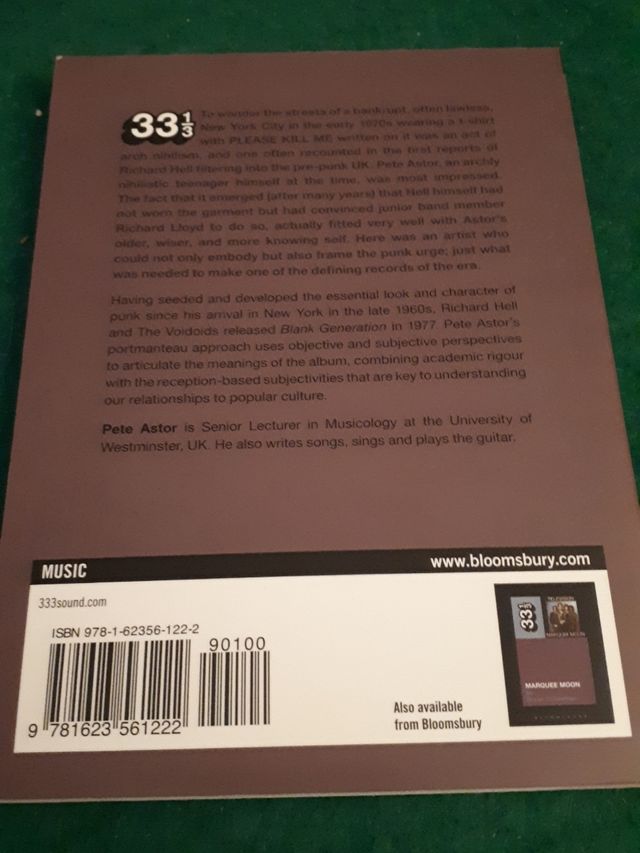 33⅓
To wander the streets of a bankrupt, often lawless,
New York City in the early 1970s wearing a t-shirt
with PLEASE KILL ME written on it was an act of
arch nihilism, and one often recounted in the first reports of
Richard Hell filtering into the pre-punk UK. Pete Astor, an archly
nihilistic teenager himself at the time, was most impressed.
The fact that it emerged (after many years) that Hell himself had
not worn the garment but had convinced junior band member
Richard Lloyd to do so, actually fitted very well with Astor's
older, wiser, and more knowing self. Here was an artist who
could not only embody but also frame the punk urge; just what
was needed to make one of the defining records of the era.
Having seeded and developed the essential look and character of
punk since his arrival in New York in the late 1960s, Richard Hell
and The Voidoids released Blank Generation in 1977. Pete Astor's
portmanteau approach uses objective and subjective perspectives
to articulate the meanings of the album, combining academic rigour
with the reception-based subjectivities that are key to understanding
our relationships to popular culture.
Pete Astor is Senior Lecturer in Musicology at the University of
Westminster, UK. He also writes songs, sings and plays the guitar.
MUSIC
www.bloomsbury.com
333sound.com
ISBN 978-1-62356-122-2
90100
9 781623 561222
Also available
from Bloomsbury
33⅓
TELEVISION
MARQUEE MOON
MARQUEE MOON